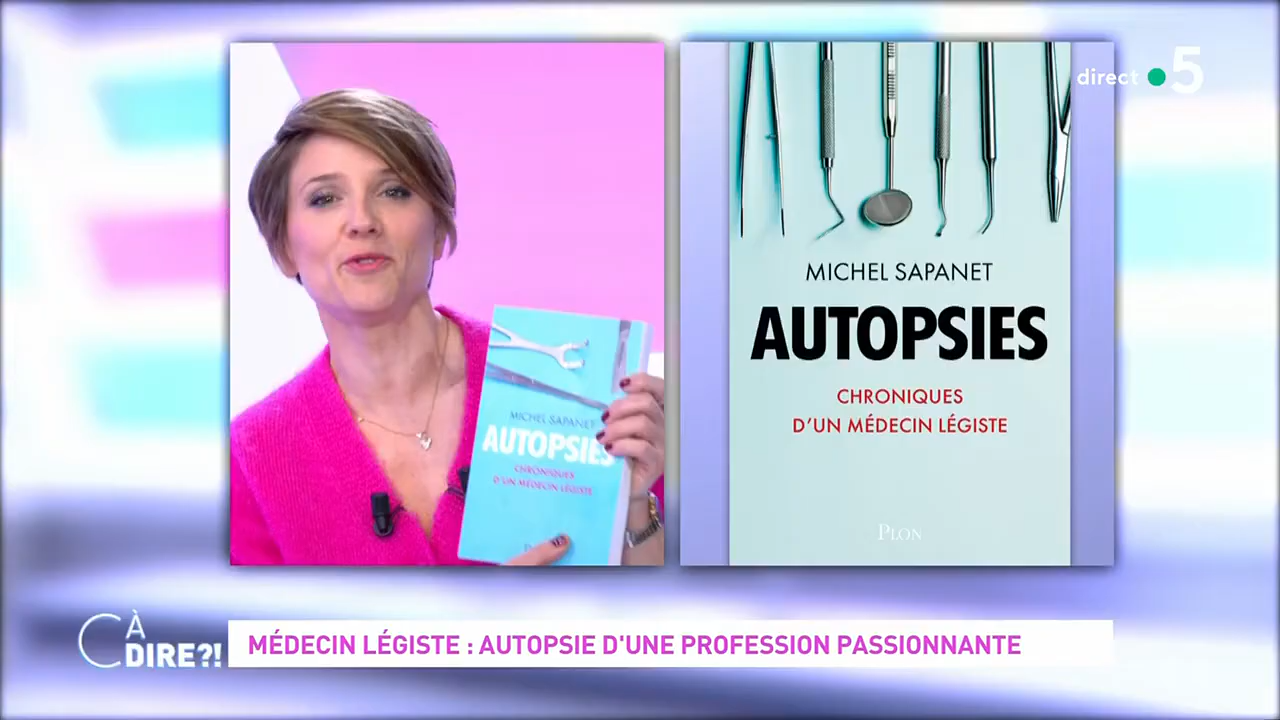 direct 5
MICHEL SAPANET
AUTOPSIES
CHRONIQUES
D'UN MÉDECIN LÉGISTE
MICHEL SAPANET
AUTOPSIES
CHRONIQUES
D'UN MÉDECIN LÉGISTE
PLON
C À
DIRE?!
MÉDECIN LÉGISTE : AUTOPSIE D'UNE PROFESSION PASSIONNANTE